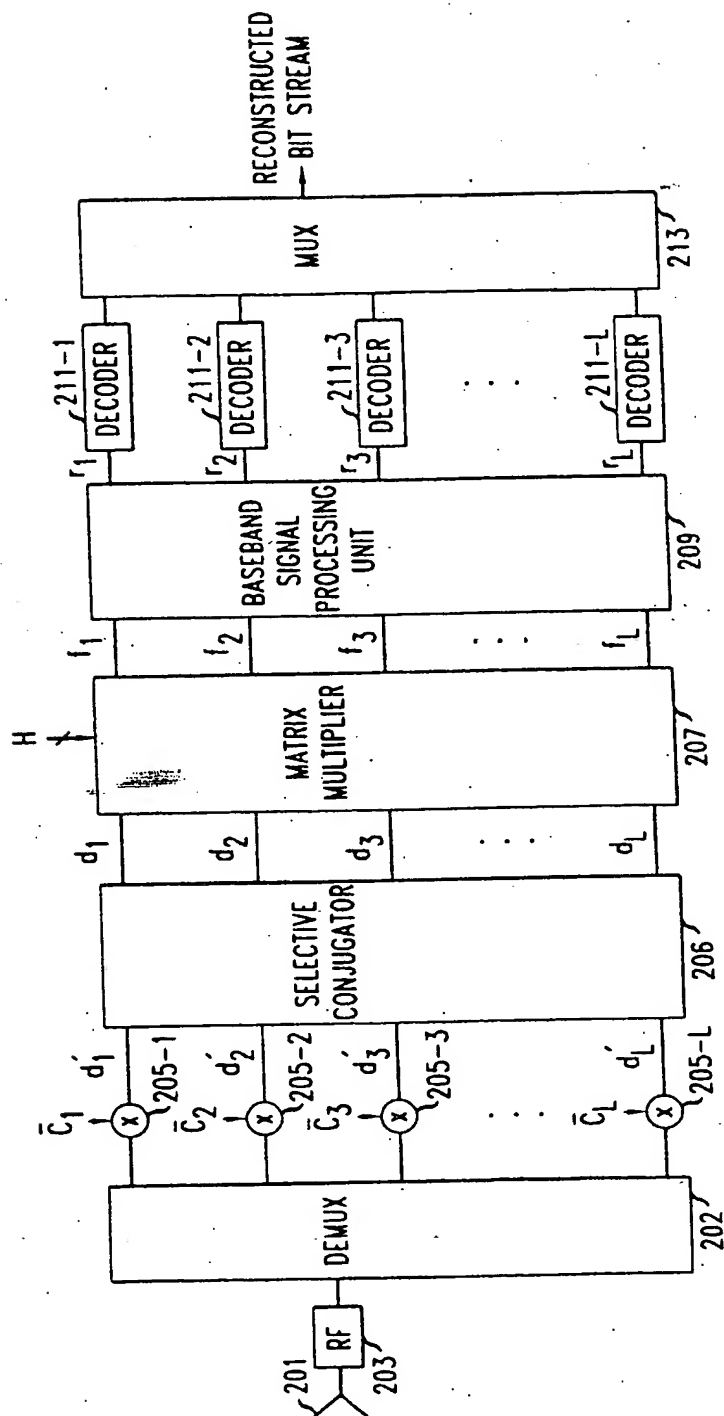 201
RF
203
DEMUX
202
C̄1
C̄2
C̄3
C̄L
X
X
X
X
205-1
205-2
205-3
205-L
d′1
d′2
d′3
d′L
. . .
SELECTIVE
CONJUGATOR
206
d1
d2
d3
. . .
dL
H
MATRIX
MULTIPLIER
207
f1
f2
f3
. . .
fL
BASEBAND
SIGNAL
PROCESSING
UNIT
209
r1
r2
r3
rL
211-1
DECODER
211-2
DECODER
211-3
DECODER
. . .
211-L
DECODER
MUX
213
RECONSTRUCTED
BIT STREAM